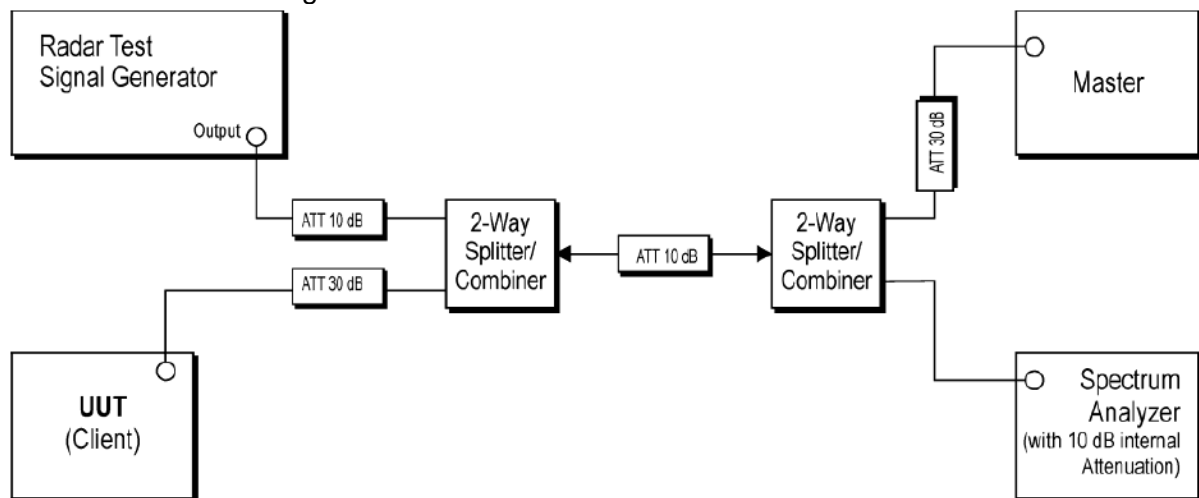 Radar Test
Signal Generator
Output
ATT 10 dB
ATT 30 dB
2-Way
Splitter/
Combiner
ATT 10 dB
2-Way
Splitter/
Combiner
ATT 30 dB
Master
UUT
(Client)
Spectrum
Analyzer
(with 10 dB internal
Attenuation)